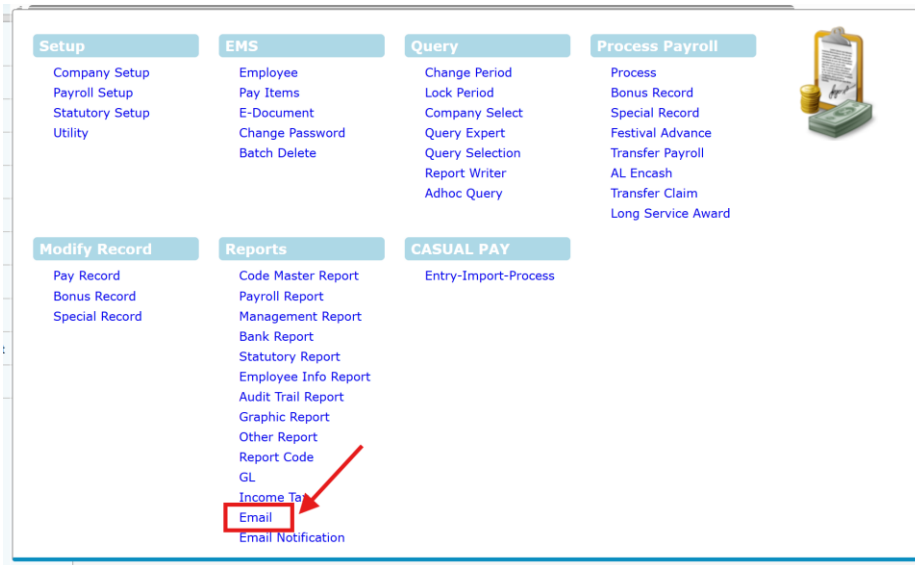 Setup
Company Setup
Payroll Setup
Statutory Setup
Utility
EMS
Employee
Pay Items
E-Document
Change Password
Batch Delete
Query
Change Period
Lock Period
Company Select
Query Expert
Query Selection
Report Writer
Adhoc Query
Process Payroll
Process
Bonus Record
Special Record
Festival Advance
Transfer Payroll
AL Encash
Transfer Claim
Long Service Award
Modify Record
Pay Record
Bonus Record
Special Record
Reports
Code Master Report
Payroll Report
Management Report
Bank Report
Statutory Report
Employee Info Report
Audit Trail Report
Graphic Report
Other Report
Report Code
GL
Income Tax
Email
Email Notification
CASUAL PAY
Entry-Import-Process